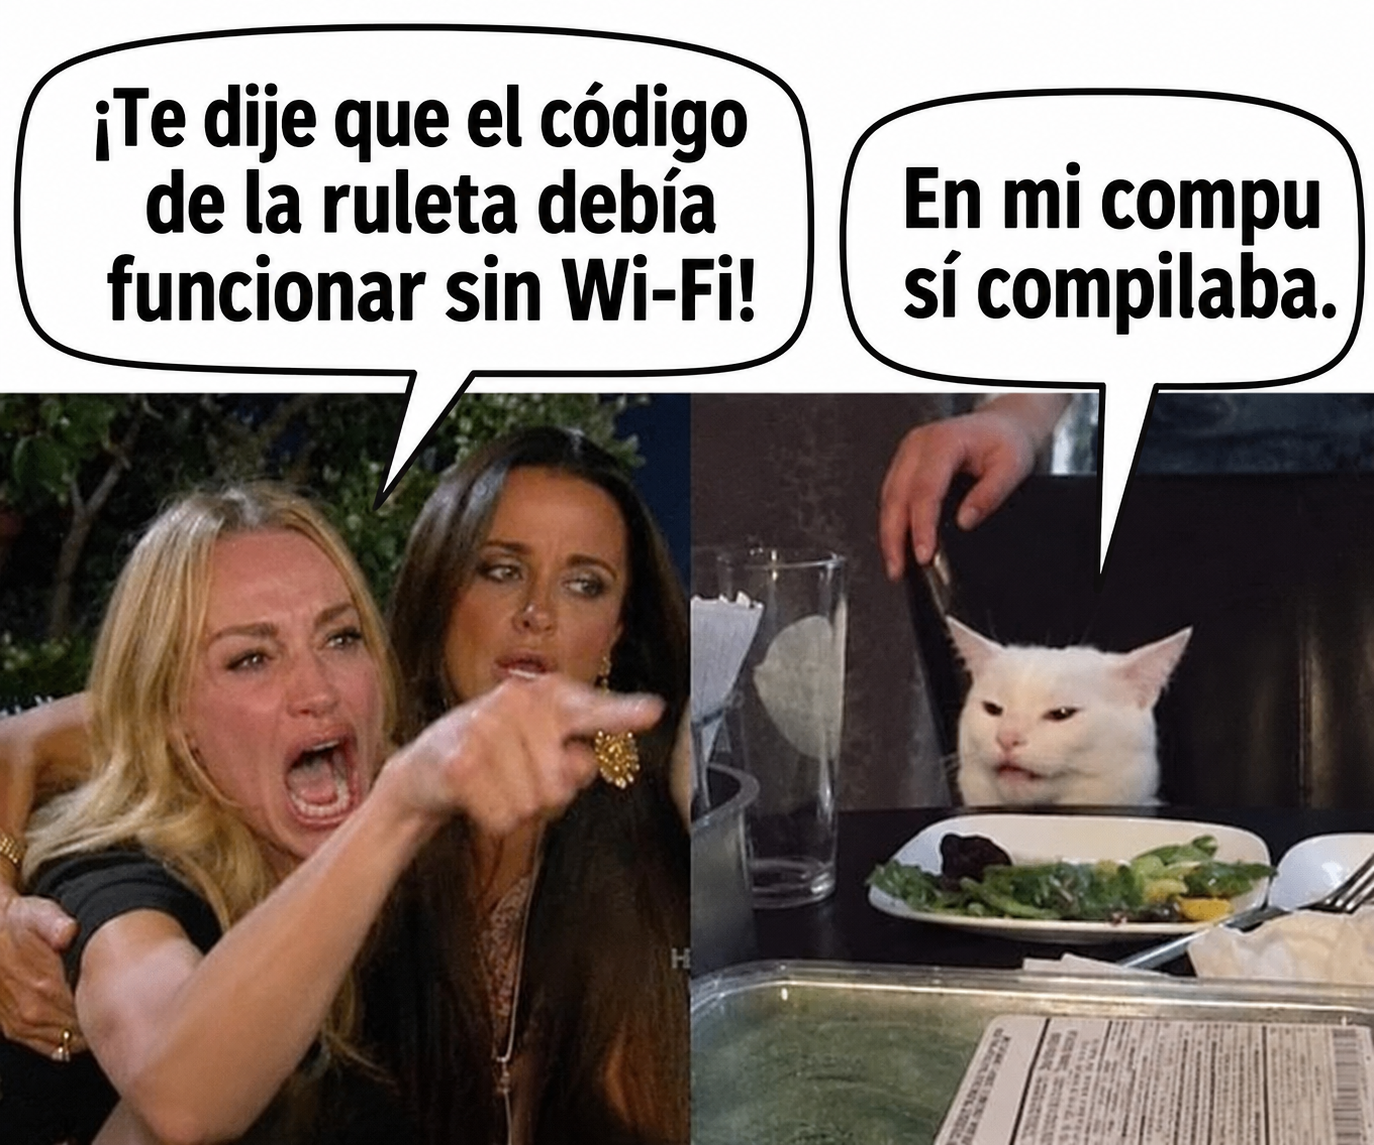 ¡Te dije que el código
de la ruleta debía
funcionar sin Wi-Fi!
En mi compu
sí compilaba.
H